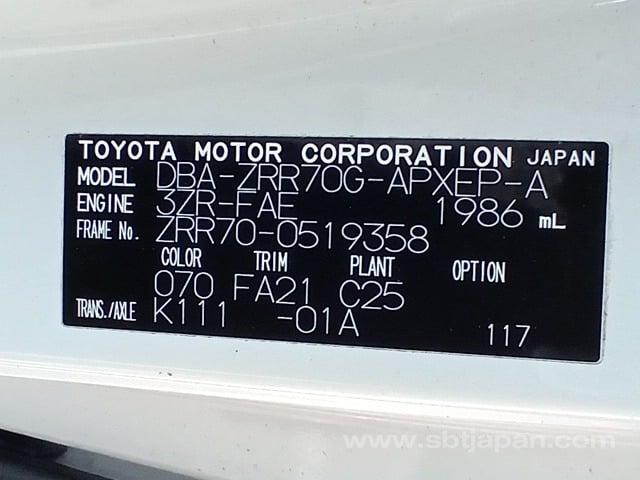 TOYOTA MOTOR CORPORATION JAPAN
MODEL DBA-ZRR70G-APXEP-A
ENGINE 3ZR-FAE 1986 mL
FRAME No. ZRR70-0519358
COLOR TRIM PLANT OPTION
070 FA21 C25
TRANS./AXLE K111 -01A 117
www.sbtjapan.com